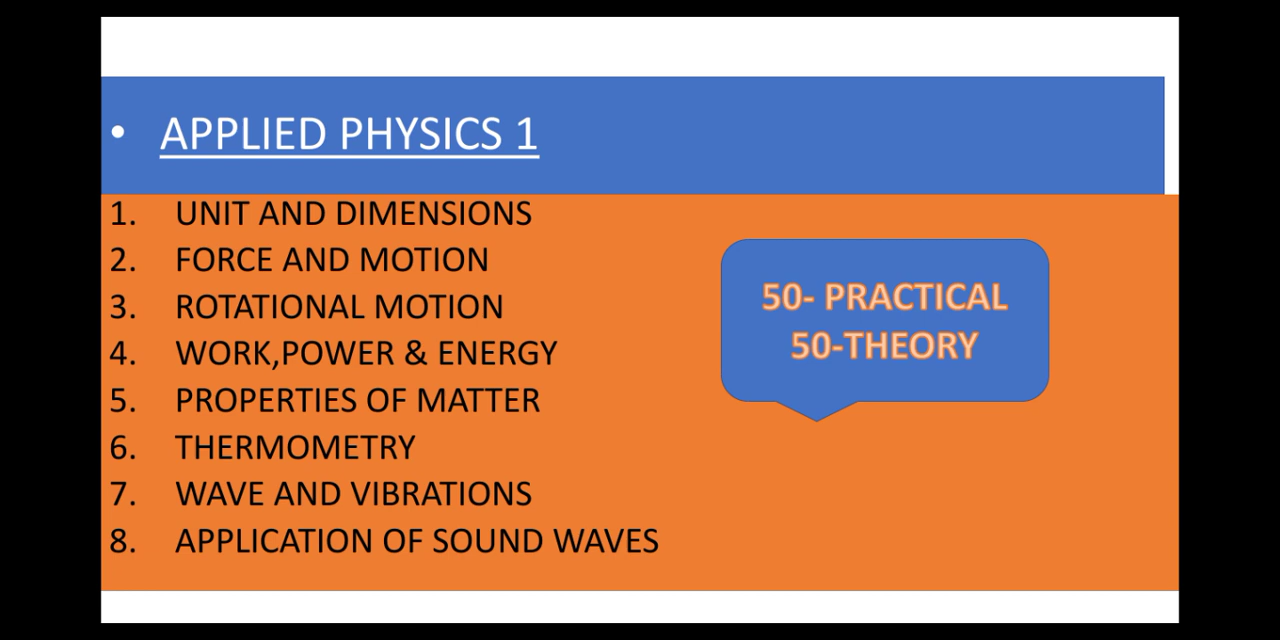 • APPLIED PHYSICS 1
1. UNIT AND DIMENSIONS
2. FORCE AND MOTION
3. ROTATIONAL MOTION
4. WORK,POWER & ENERGY
5. PROPERTIES OF MATTER
6. THERMOMETRY
7. WAVE AND VIBRATIONS
8. APPLICATION OF SOUND WAVES
50- PRACTICAL
50-THEORY